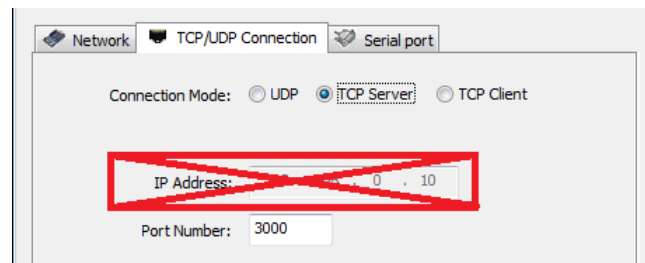 Network TCP/UDP Connection Serial port
Connection Mode: UDP TCP Server TCP Client
IP Address: . 0 . 10
Port Number: 3000